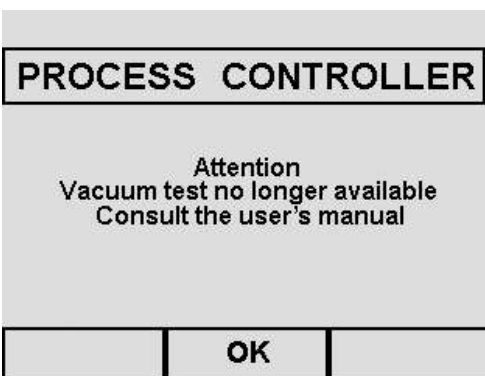 PROCESS CONTROLLER
Attention
Vacuum test no longer available
Consult the user's manual
OK